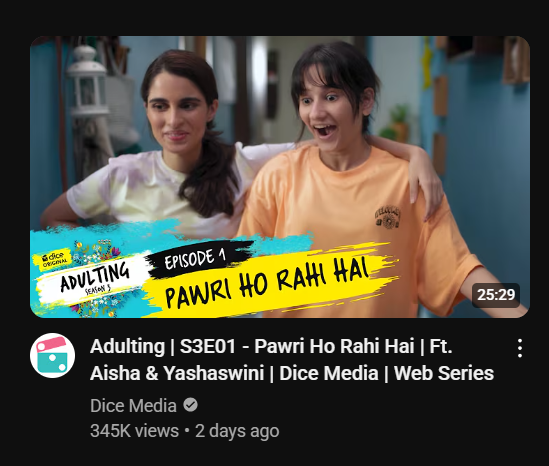 dice
ORIGINAL
ADULTING
SEASON 3
EPISODE 1
PAWRI HO RAHI HAI
25:29
Adulting | S3E01 - Pawri Ho Rahi Hai | Ft.
Aisha & Yashaswini | Dice Media | Web Series
Dice Media
345K views • 2 days ago